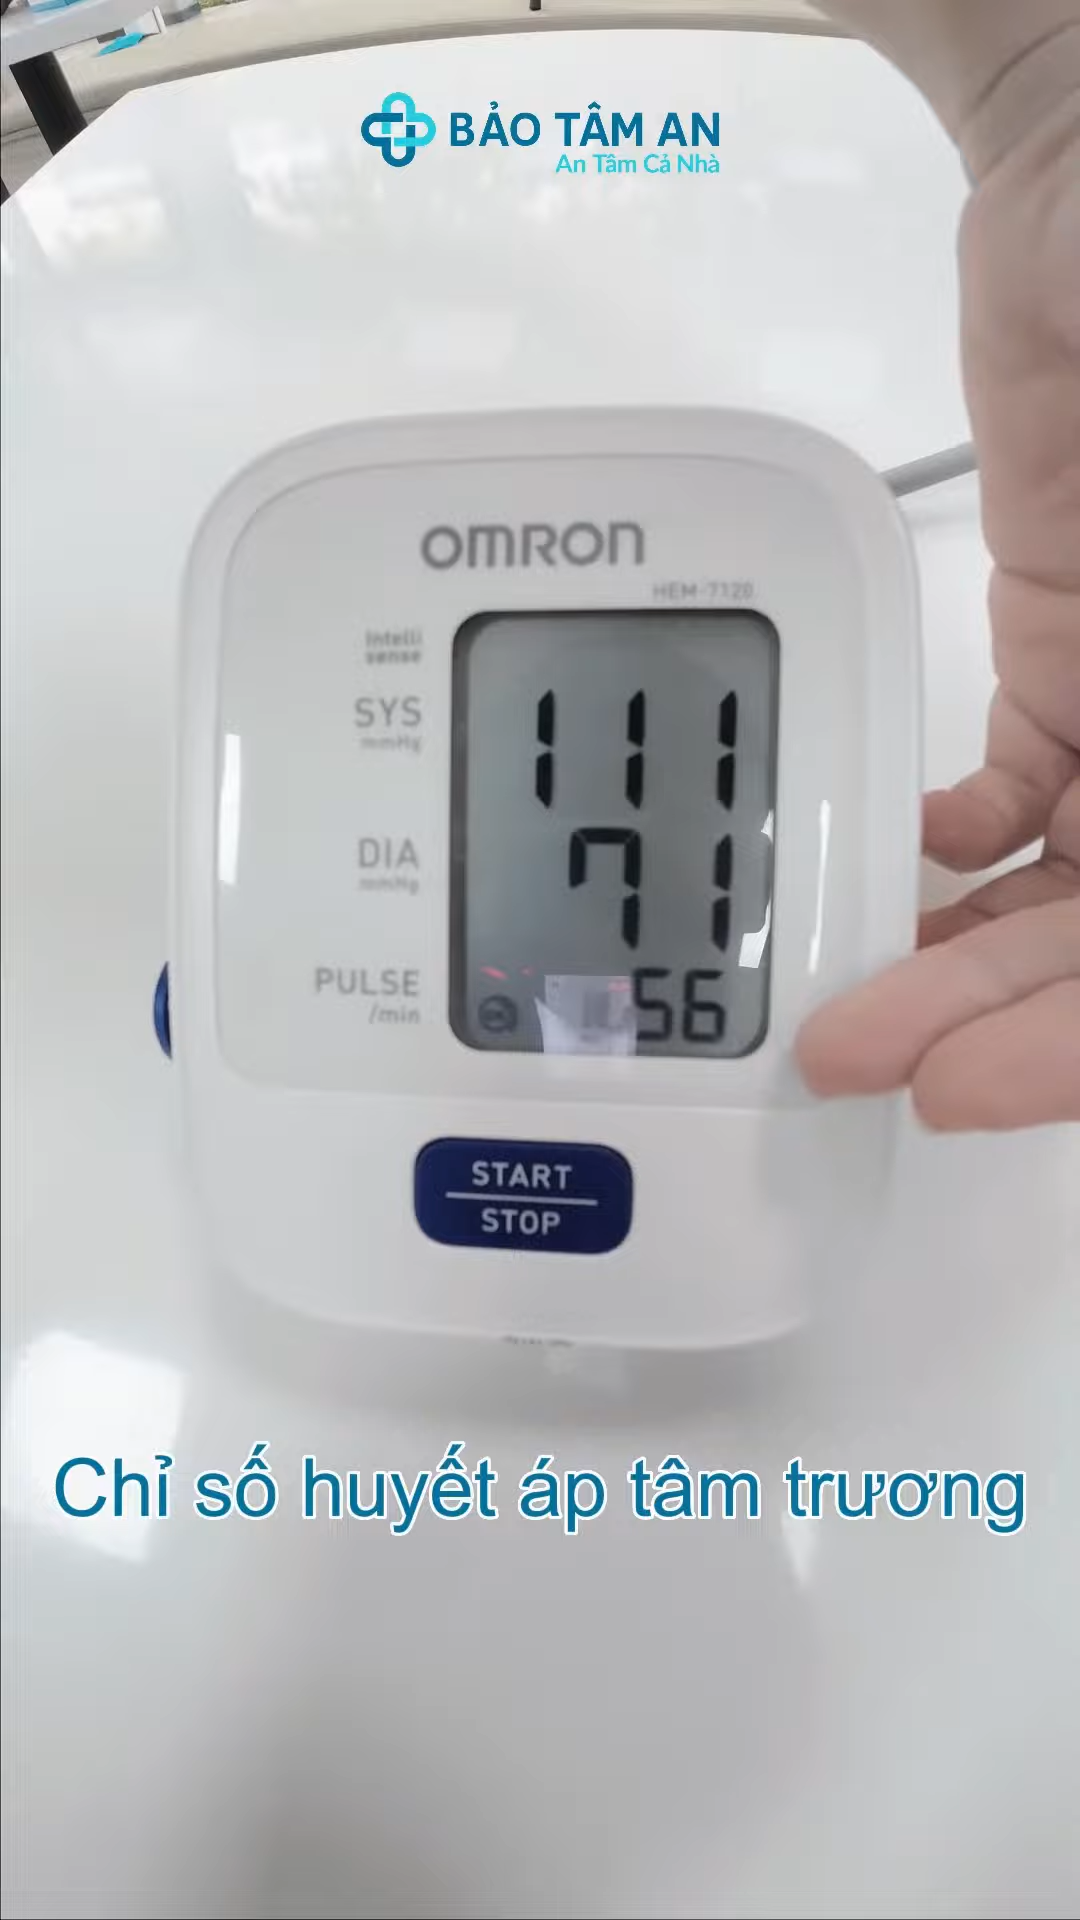 BẢO TÂM AN
An Tâm Cả Nhà
OMRON
HEM-7120
Intelli
sense
SYS
mmHg
111
DIA
mmHg
71
PULSE
/min
56
START
STOP
Chỉ số huyết áp tâm trương